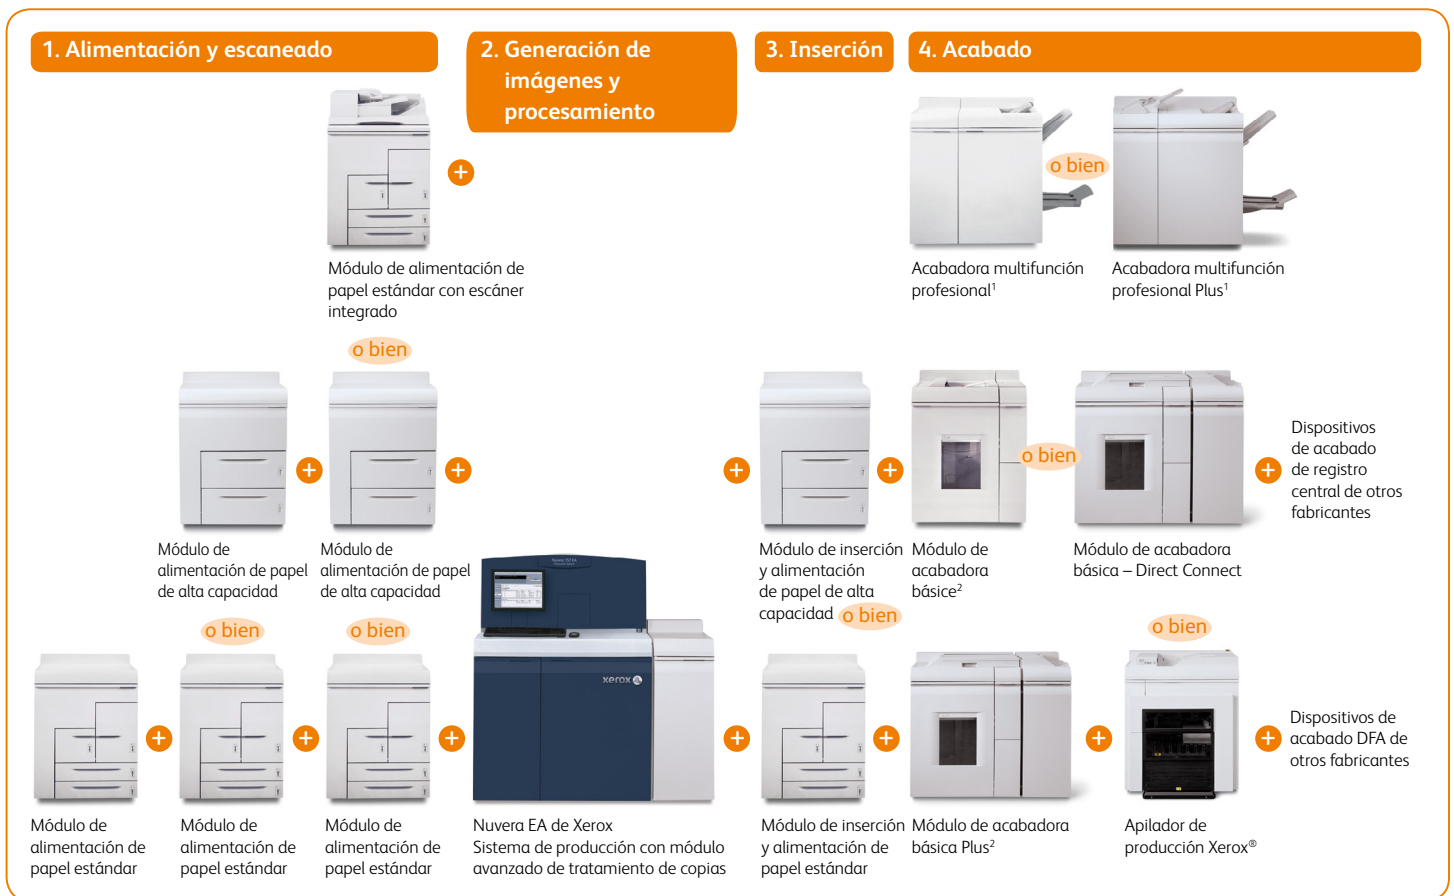 1. Alimentación y escaneado
2. Generación de
imágenes y
procesamiento
3. Inserción
4. Acabado
+
o bien
Módulo de alimentación de
papel estándar con escáner
integrado
Acabadora multifunción
profesional¹
Acabadora multifunción
profesional Plus¹
o bien
+
+
+
+
o bien
+
Dispositivos
de acabado
de registro
central de otros
fabricantes
Módulo de
alimentación de papel
de alta capacidad
Módulo de
alimentación de papel
de alta capacidad
Módulo de inserción
y alimentación
de papel de alta
capacidad
o bien
Módulo de
acabadora
básice²
Módulo de acabadora
básica – Direct Connect
o bien
o bien
o bien
xerox
+
+
+
+
+
+
+
Dispositivos de
acabado DFA de
otros fabricantes
Módulo de
alimentación de
papel estándar
Módulo de
alimentación de
papel estándar
Módulo de
alimentación de
papel estándar
Nuvera EA de Xerox
Sistema de producción con módulo
avanzado de tratamiento de copias
Módulo de inserción
y alimentación de
papel estándar
Módulo de acabadora
básica Plus²
Apilador de
producción Xerox®